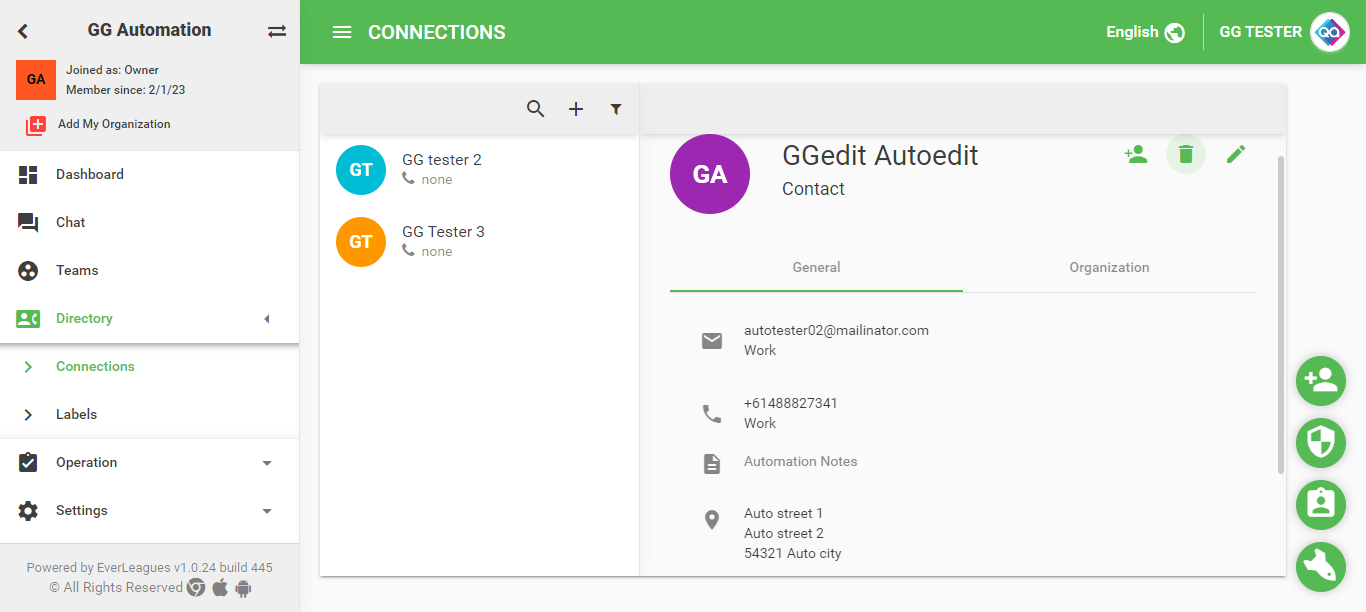 GG Automation
GA
Joined as: Owner
Member since: 2/1/23
Add My Organization
Dashboard
Chat
Teams
Directory
Connections
Labels
Operation
Settings
Powered by EverLeagues v1.0.24 build 445
© All Rights Reserved
CONNECTIONS
English
GG TESTER
QA
GT
GG tester 2
none
GT
GG Tester 3
none
GA
GGedit Autoedit
Contact
General
Organization
autotester02@mailinator.com
Work
+61488827341
Work
Automation Notes
Auto street 1
Auto street 2
54321 Auto city